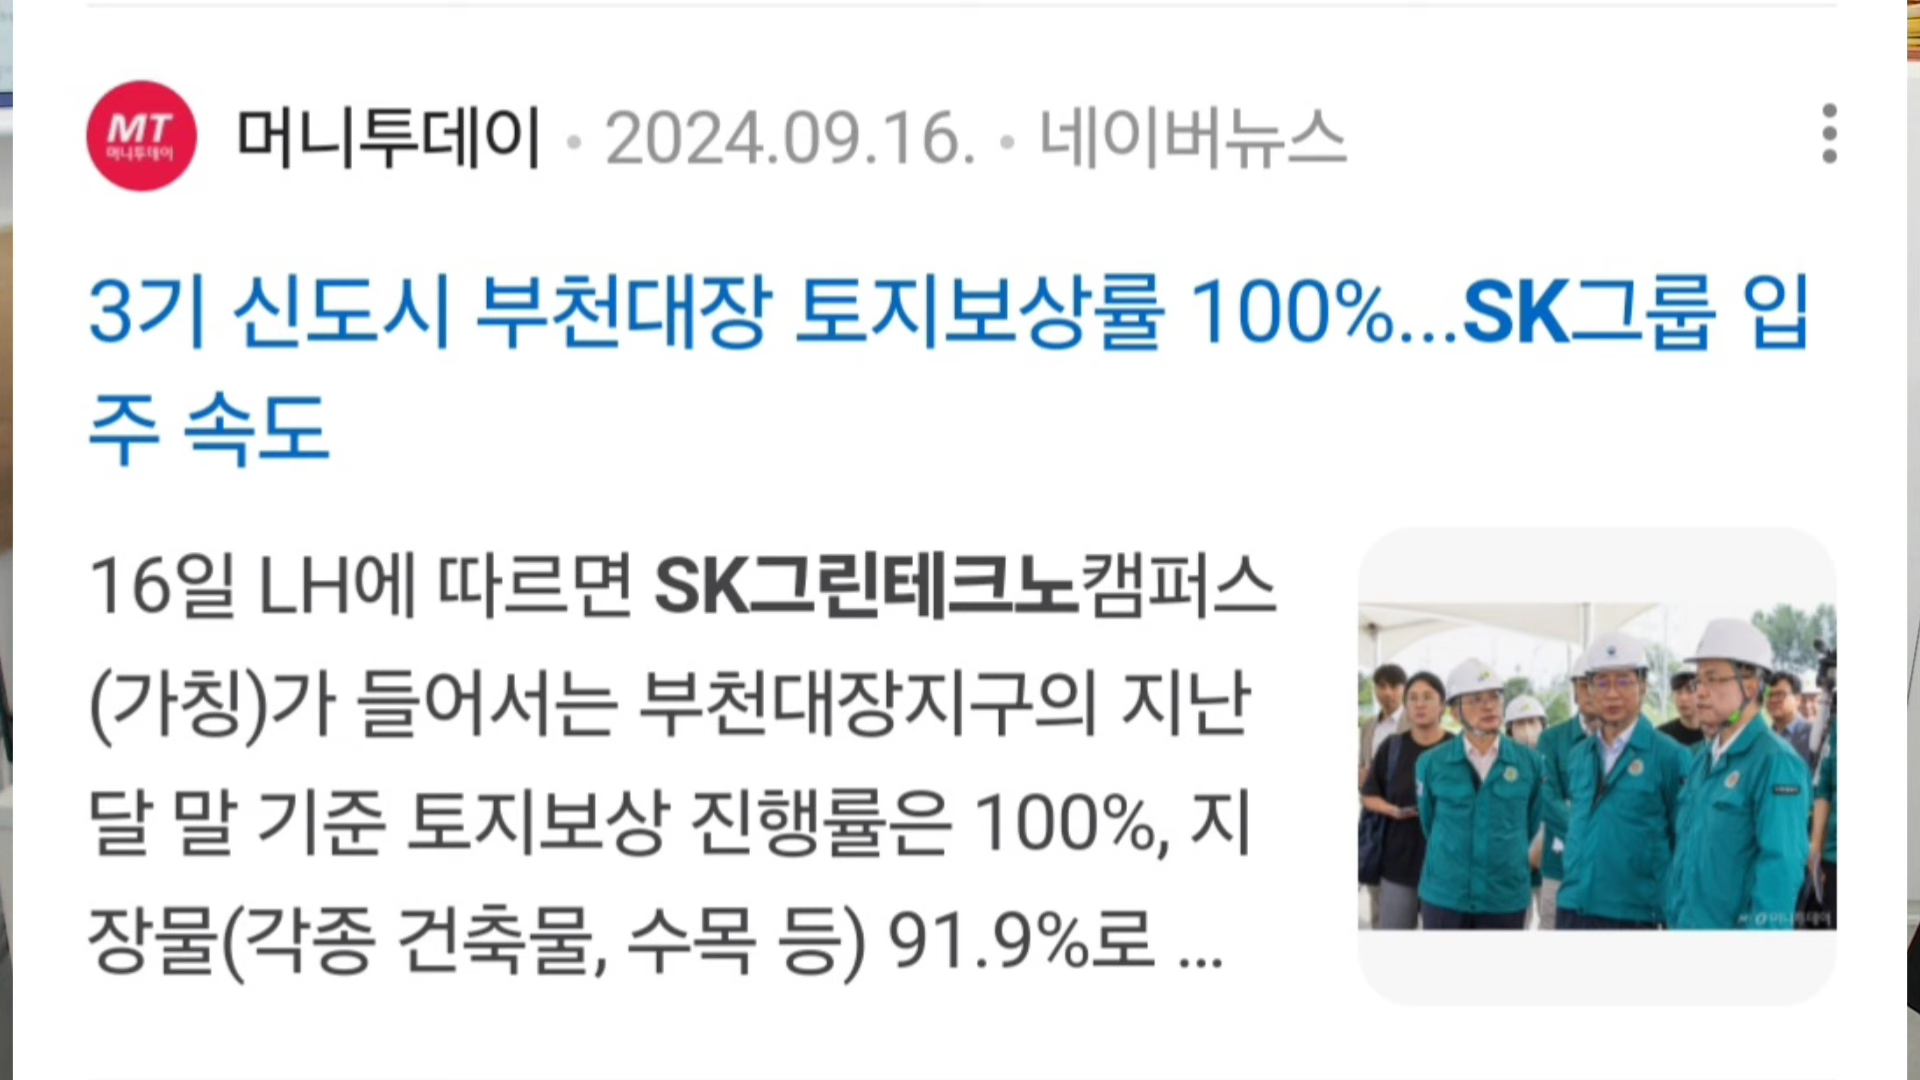 MT
머니투데이
머니투데이 • 2024.09.16. • 네이버뉴스
3기 신도시 부천대장 토지보상률 100%...SK그룹 입
주 속도
16일 LH에 따르면 SK그린테크노캠퍼스
(가칭)가 들어서는 부천대장지구의 지난
달 말 기준 토지보상 진행률은 100%, 지
장물(각종 건축물, 수목 등) 91.9%로 ...
머니투데이